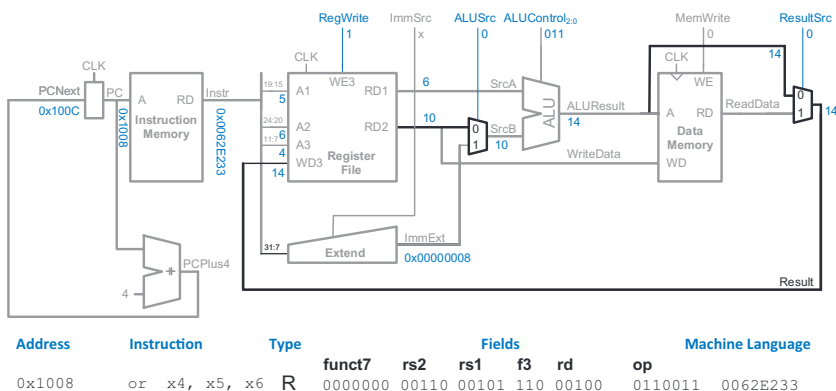 RegWrite ImmSrc ALUSrc ALUControl2:0 MemWrite ResultSrc
1 x 0 011 0 0
CLK CLK CLK
PCNext PC
0x100C 0x1008
A RD Instr
Instruction Memory
0x0062E233
19:15 A1 WE3 RD1 6 SrcA
5
24:20 A2 RD2 10 0 SrcB
6 1 10
11:7 A3
4
WD3 Register File
14
ALU ALUResult
14
WE
A RD ReadData
Data Memory
WriteData WD
14
0
1 14
31:7 Extend ImmExt
0x00000008
+ PCPlus4
4
Result
Address Instruction Type Fields Machine Language
funct7 rs2 rs1 f3 rd op
0x1008 or x4, x5, x6 R 0000000 00110 00101 110 00100 0110011 0062E233